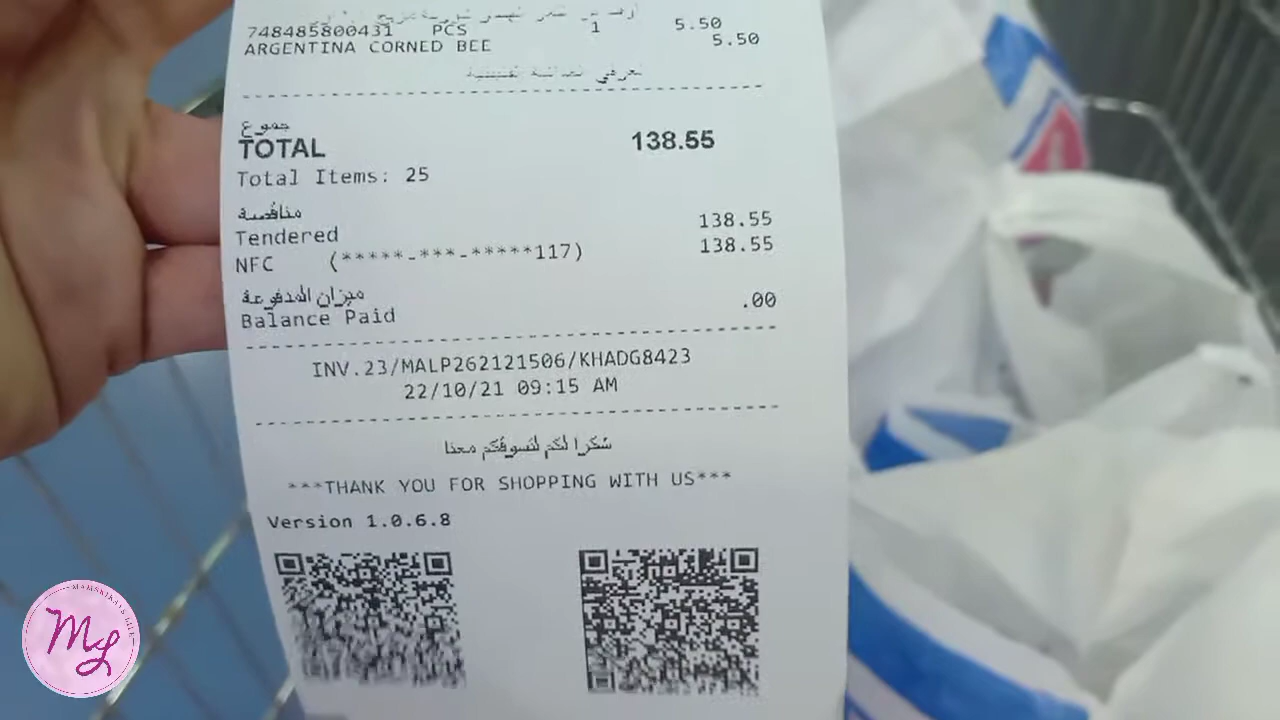 748485800431 PCS 1 5.50
ARGENTINA CORNED BEE 5.50
جموع
TOTAL 138.55
Total Items: 25
مناقصة
Tendered 138.55
NFC (*****-***-*****117) 138.55
ميزان المدفوعة
Balance Paid .00
INV.23/MALP262121506/KHADG8423
22/10/21 09:15 AM
شكرا لكم لتسوقكم معنا
***THANK YOU FOR SHOPPING WITH US***
Version 1.0.6.8
My